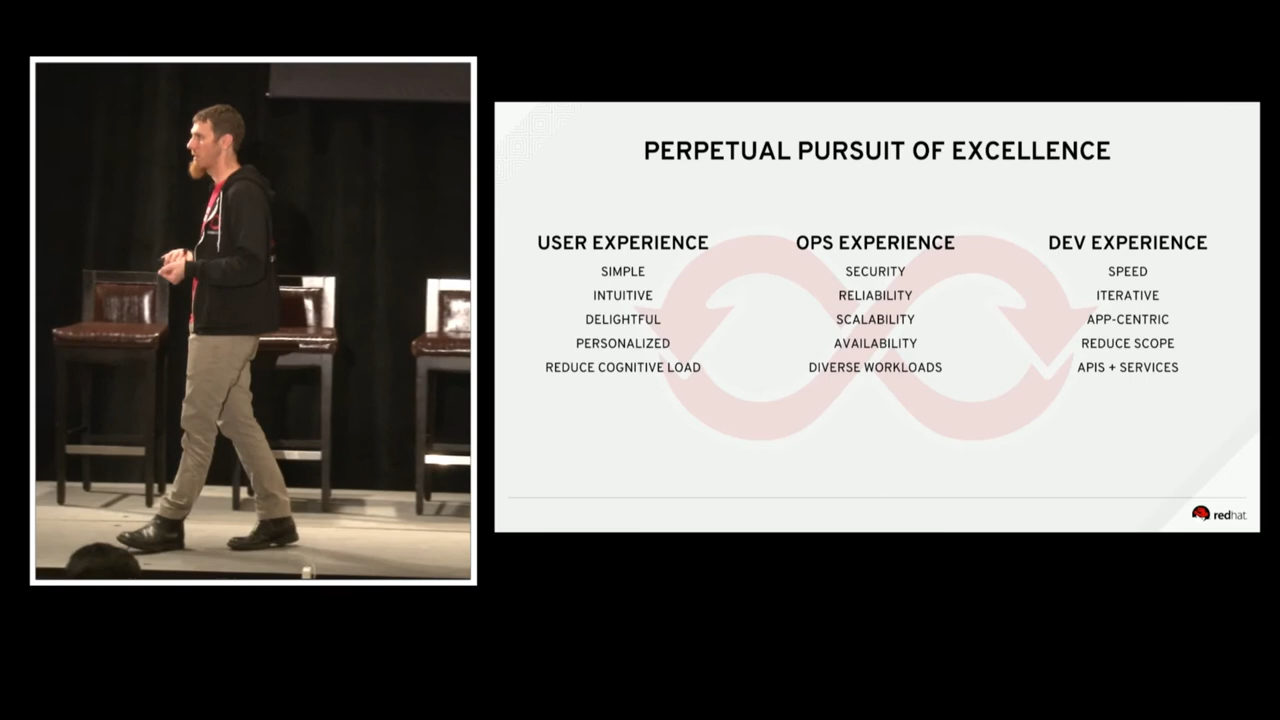 PERPETUAL PURSUIT OF EXCELLENCE
USER EXPERIENCE
SIMPLE
INTUITIVE
DELIGHTFUL
PERSONALIZED
REDUCE COGNITIVE LOAD
OPS EXPERIENCE
SECURITY
RELIABILITY
SCALABILITY
AVAILABILITY
DIVERSE WORKLOADS
DEV EXPERIENCE
SPEED
ITERATIVE
APP-CENTRIC
REDUCE SCOPE
APIS + SERVICES
redhat.